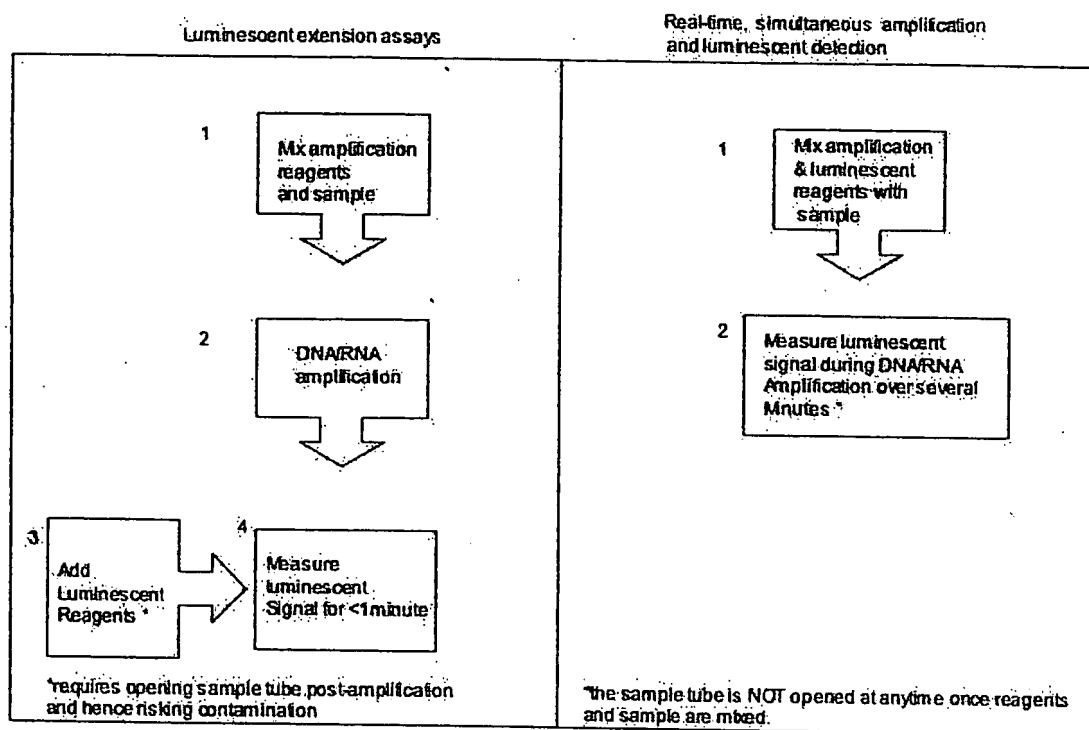 Luminescent extension assays
Real-time, simultaneous amplification
and luminescent detection
1
Mix amplification
reagents
and sample
2
DNA/RNA
amplification
3
Add
Luminescent
Reagents *
4
Measure
luminescent
Signal for <1 minute
*requires opening sample tube post-amplification
and hence risking contamination
1
Mix amplification
& luminescent
reagents with
sample
2
Measure luminescent
signal during DNA/RNA
Amplification over several
Minutes *
*the sample tube is NOT opened at anytime once reagents
and sample are mixed.